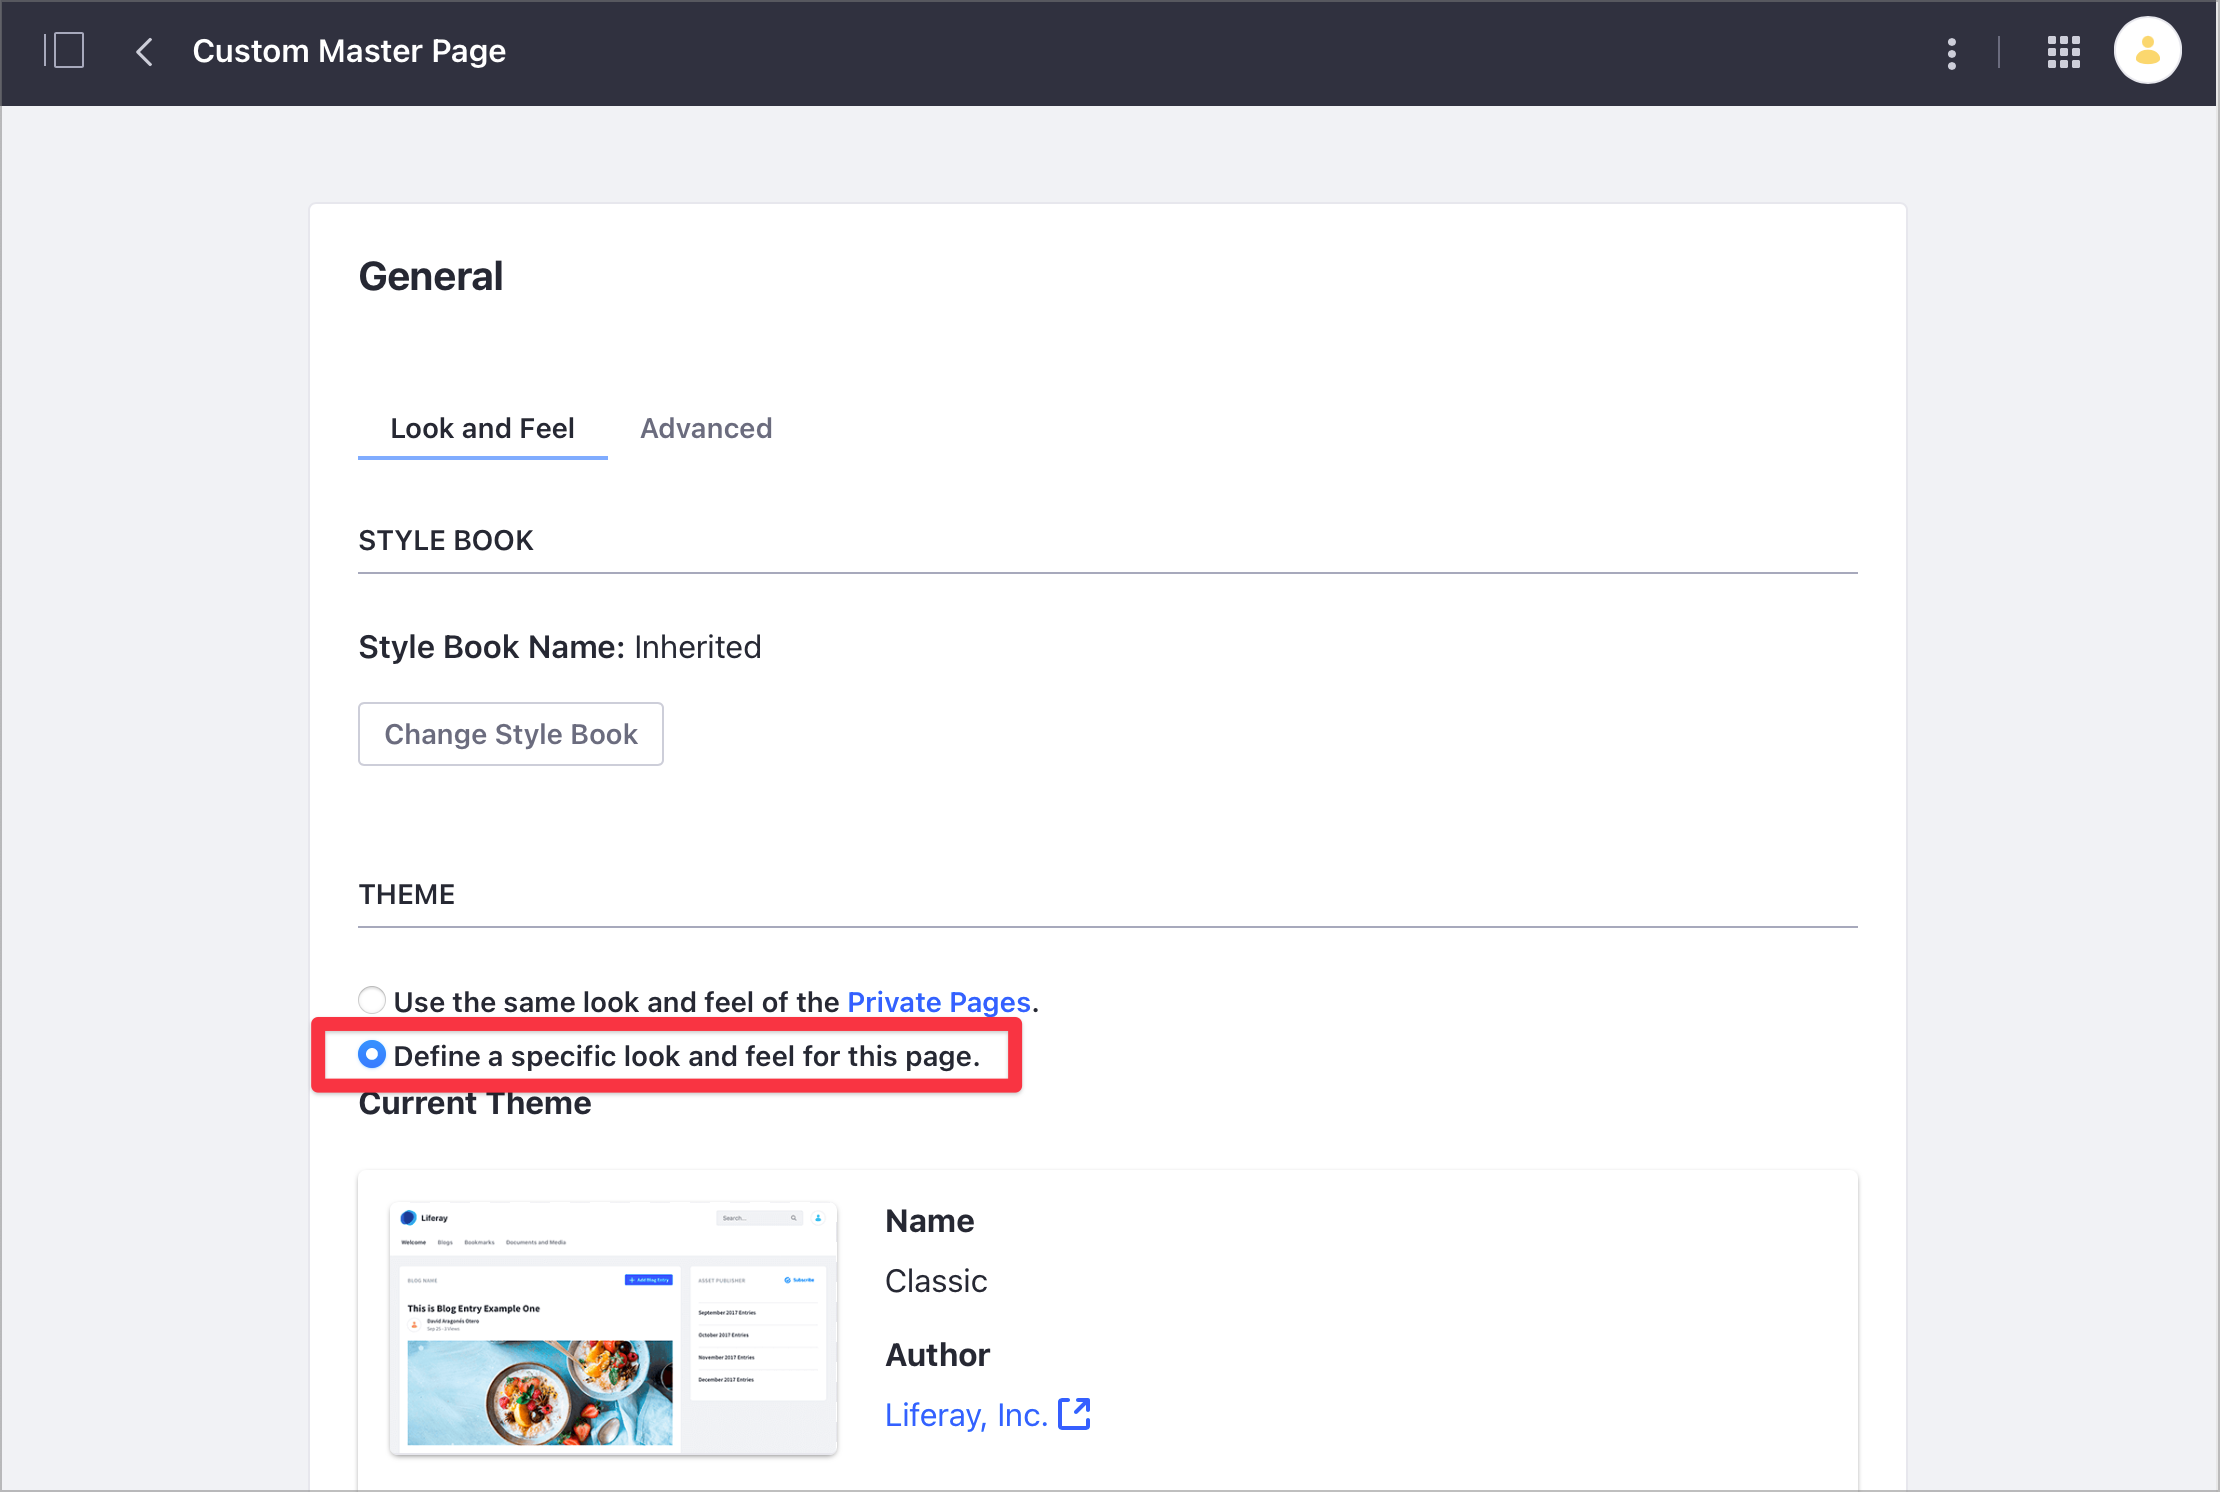 Custom Master Page
General
Look and Feel
Advanced
STYLE BOOK
Style Book Name: Inherited
Change Style Book
THEME
Use the same look and feel of the Private Pages.
Define a specific look and feel for this page.
Current Theme
Liferay
Search...
Welcome
Blogs
Bookmarks
Documents and Media
BLOG NAME
Add Blog Entry
This is Blog Entry Example One
David Aragonés Otero
ASSET PUBLISHER
Subscribe
September 2017 Entries
October 2017 Entries
November 2017 Entries
December 2017 Entries
Name
Classic
Author
Liferay, Inc.